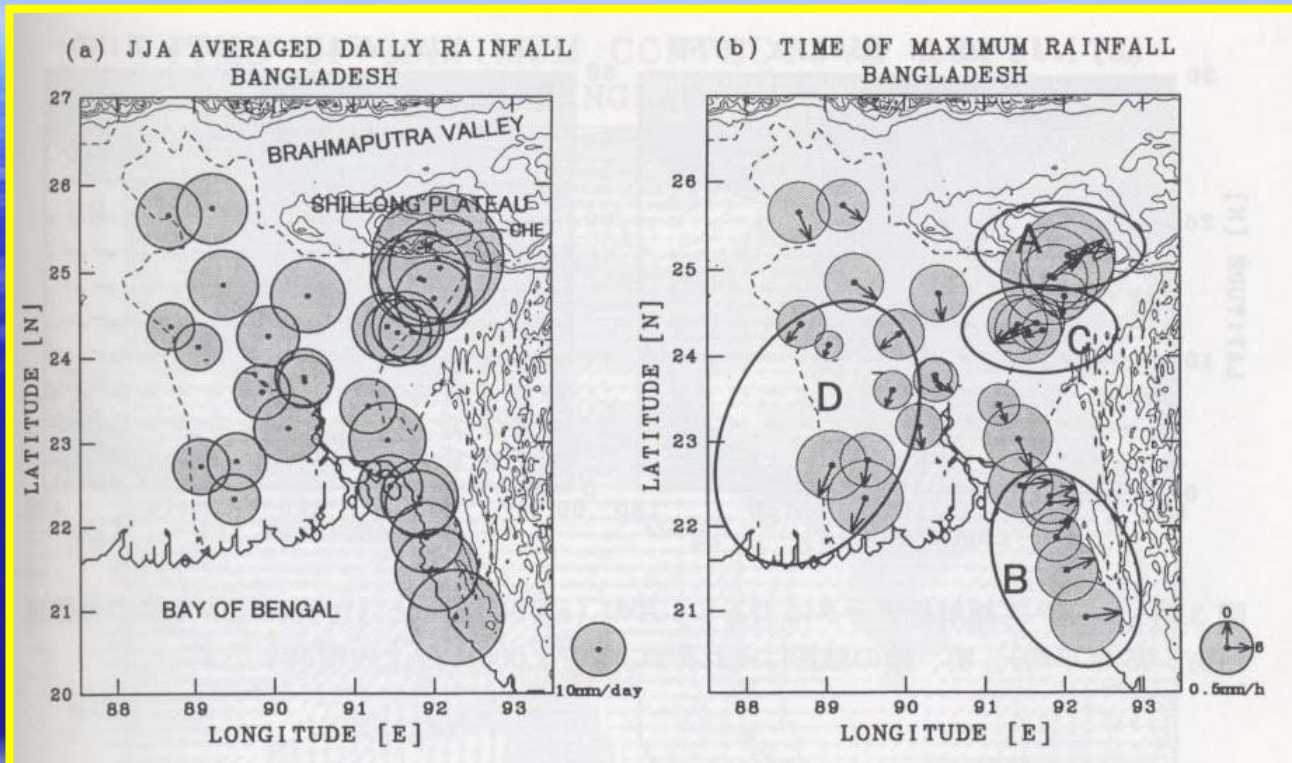 (a) JJA AVERAGED DAILY RAINFALL
BANGLADESH
27
26
25
24
23
22
21
20
LATITUDE [N]
BRAHMAPUTRA VALLEY
SHILLONG PLATEAU
CHE
BAY OF BENGAL
10mm/day
88 89 90 91 92 93
LONGITUDE [E]
(b) TIME OF MAXIMUM RAINFALL
BANGLADESH
27
26
25
24
23
22
21
20
LATITUDE [N]
A
C
D
B
0
6
0.5mm/h
88 89 90 91 92 93
LONGITUDE [E]